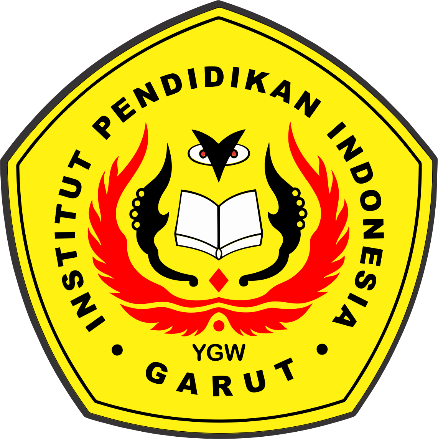 INSTITUT PENDIDIKAN INDONESIA
YGW
• GARUT •